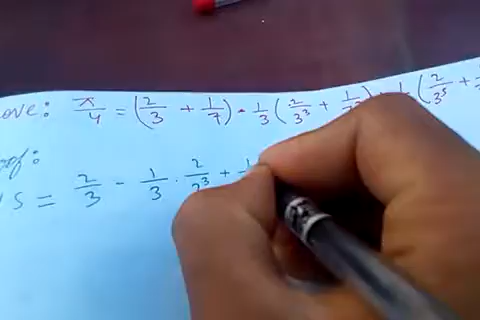 ove: π/4 = (2/3 + 1/7) - 1/3 (2/3³ + 1/7³) + 1/ (2/3⁵ +
of:
S = 2/3 - 1/3 · 2/3³ + 1